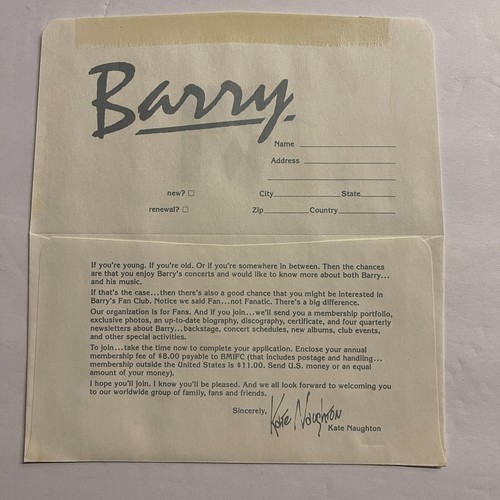 Barry
Name
Address
new? City State
renewal? Zip Country
If you're young. If you're old. Or if you're somewhere in between. Then the chances
are that you enjoy Barry's concerts and would like to know more about both Barry...
and his music.
If that's the case...then there's also a good chance that you might be interested in
Barry's Fan Club. Notice we said Fan...not Fanatic. There's a big difference.
Our organization is for Fans. And if you join...we'll send you a membership portfolio,
exclusive photos, an up-to-date biography, discography, certificate, and four quarterly
newsletters about Barry...backstage, concert schedules, new albums, club events,
and other special activities.
To join...take the time now to complete your application. Enclose your annual
membership fee of $8.00 payable to BMIFC (that includes postage and handling...
membership outside the United States is $11.00. Send U.S. money or an equal
amount of your money).
I hope you'll join. I know you'll be pleased. And we all look forward to welcoming you
to our worldwide group of family, fans and friends.
Sincerely,
Kate Naughton
Kate Naughton